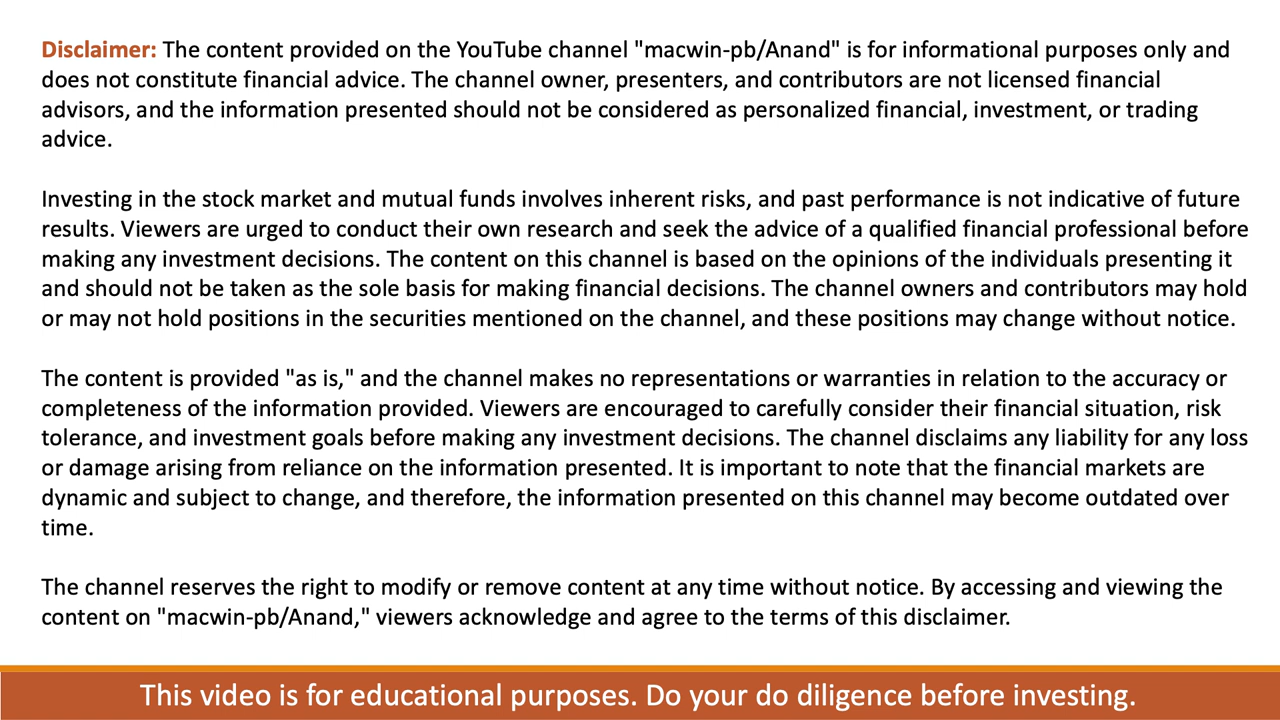 Disclaimer: The content provided on the YouTube channel "macwin-pb/Anand" is for informational purposes only and
does not constitute financial advice. The channel owner, presenters, and contributors are not licensed financial
advisors, and the information presented should not be considered as personalized financial, investment, or trading
advice.
Investing in the stock market and mutual funds involves inherent risks, and past performance is not indicative of future
results. Viewers are urged to conduct their own research and seek the advice of a qualified financial professional before
making any investment decisions. The content on this channel is based on the opinions of the individuals presenting it
and should not be taken as the sole basis for making financial decisions. The channel owners and contributors may hold
or may not hold positions in the securities mentioned on the channel, and these positions may change without notice.
The content is provided "as is," and the channel makes no representations or warranties in relation to the accuracy or
completeness of the information provided. Viewers are encouraged to carefully consider their financial situation, risk
tolerance, and investment goals before making any investment decisions. The channel disclaims any liability for any loss
or damage arising from reliance on the information presented. It is important to note that the financial markets are
dynamic and subject to change, and therefore, the information presented on this channel may become outdated over
time.
The channel reserves the right to modify or remove content at any time without notice. By accessing and viewing the
content on "macwin-pb/Anand," viewers acknowledge and agree to the terms of this disclaimer.
This video is for educational purposes. Do your do diligence before investing.